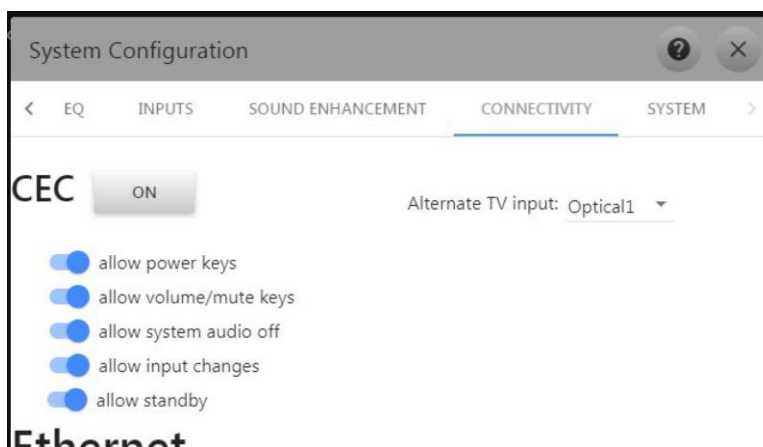 System Configuration ?
EQ INPUTS SOUND ENHANCEMENT CONNECTIVITY SYSTEM
CEC ON Alternate TV input: Optical1
allow power keys
allow volume/mute keys
allow system audio off
allow input changes
allow standby
Ethernet